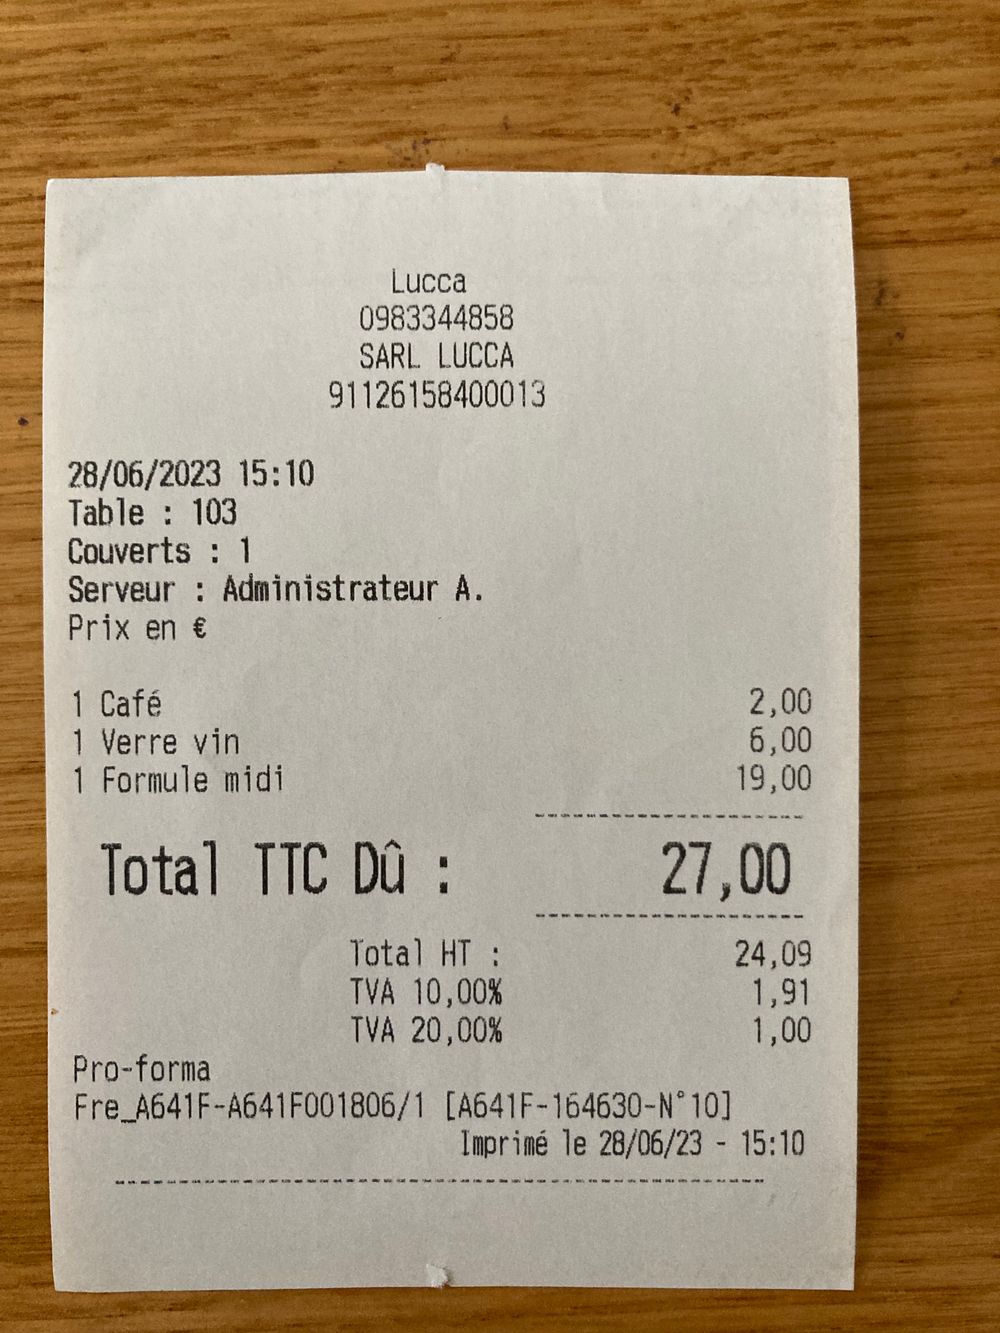 Lucca
0983344858
SARL LUCCA
91126158400013
28/06/2023 15:10
Table : 103
Couverts : 1
Serveur : Administrateur A.
Prix en €
1 Café 2,00
1 Verre vin 6,00
1 Formule midi 19,00
Total TTC Dû : 27,00
Total HT : 24,09
TVA 10,00% 1,91
TVA 20,00% 1,00
Pro-forma
Fre_A641F-A641F001806/1 [A641F-164630-N°10]
Imprimé le 28/06/23 - 15:10